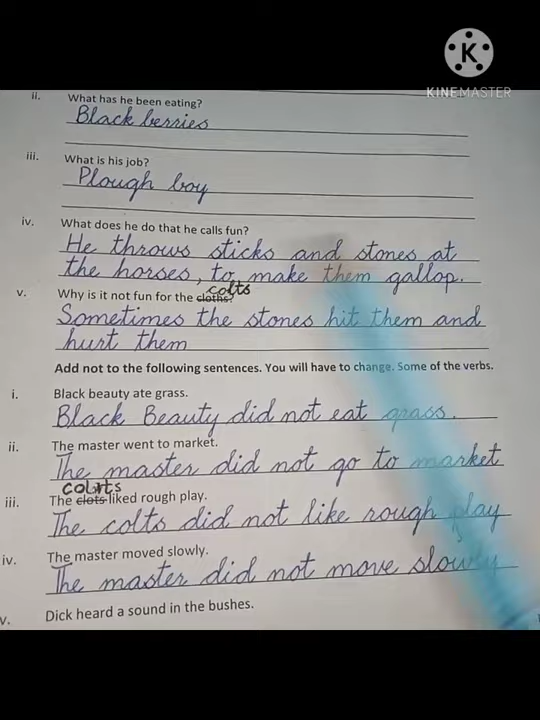 K
KINEMASTER
ii. What has he been eating?
Black berries
iii. What is his job?
Plough boy
iv. What does he do that he calls fun?
He throws sticks and stones at
the horses, to make them gallop.
colts
v. Why is it not fun for the cloths?
Sometimes the stones hit them and
hurt them
Add not to the following sentences. You will have to change. Some of the verbs.
i. Black beauty ate grass.
Black Beauty did not eat grass.
ii. The master went to market.
The master did not go to market
colts
iii. The clots liked rough play.
The colts did not like rough play
iv. The master moved slowly.
The master did not move slowly
v. Dick heard a sound in the bushes.